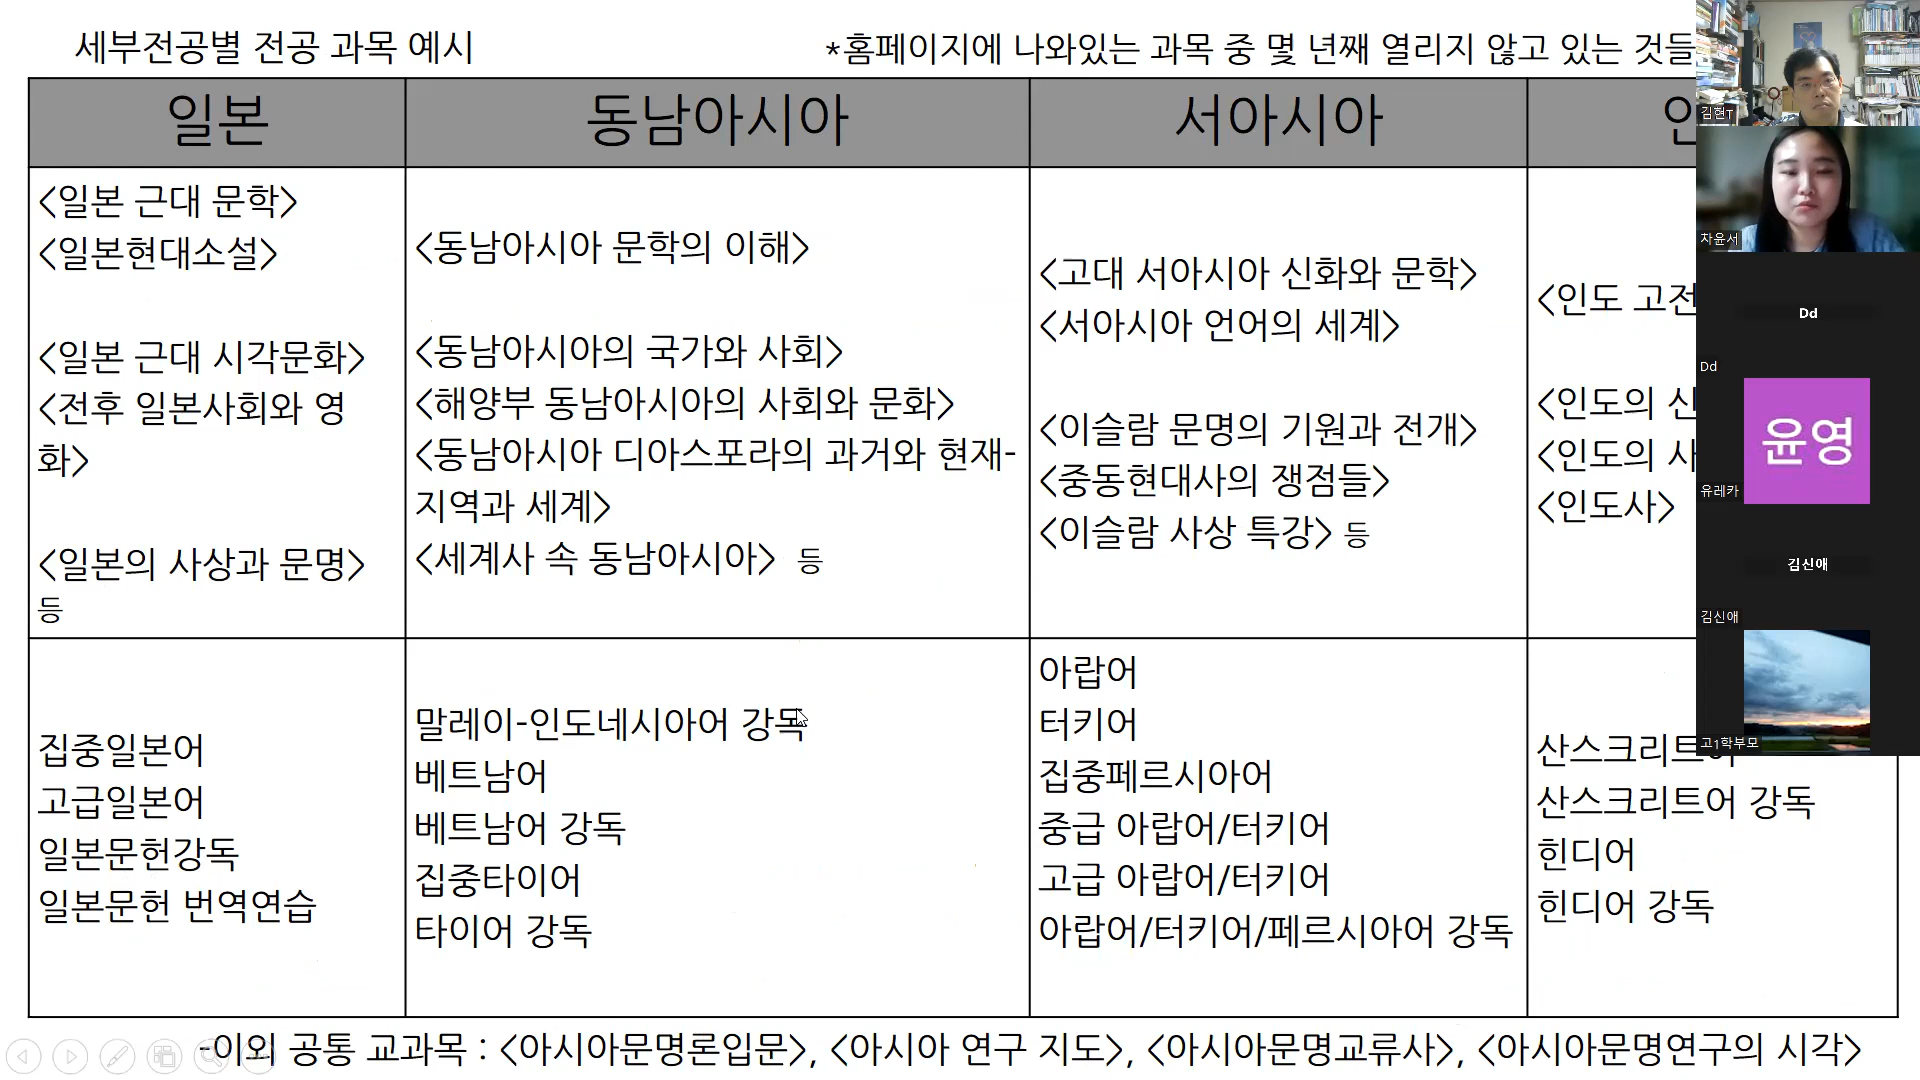 세부전공별 전공 과목 예시
*홈페이지에 나와있는 과목 중 몇 년째 열리지 않고 있는 것들
일본
동남아시아
서아시아
<일본 근대 문학>
<일본현대소설>
<일본 근대 시각문화>
<전후 일본사회와 영
화>
<일본의 사상과 문명>
등
<동남아시아 문학의 이해>
<동남아시아의 국가와 사회>
<해양부 동남아시아의 사회와 문화>
<동남아시아 디아스포라의 과거와 현재-
지역과 세계>
<세계사 속 동남아시아> 등
<고대 서아시아 신화와 문학>
<서아시아 언어의 세계>
<이슬람 문명의 기원과 전개>
<중동현대사의 쟁점들>
<이슬람 사상 특강> 등
<인도 고전
<인도의 신
<인도의 사
<인도사>
집중일본어
고급일본어
일본문헌강독
일본문헌 번역연습
말레이-인도네시아어 강독
베트남어
베트남어 강독
집중타이어
타이어 강독
아랍어
터키어
집중페르시아어
중급 아랍어/터키어
고급 아랍어/터키어
아랍어/터키어/페르시아어 강독
산스크리트어
산스크리트어 강독
힌디어
힌디어 강독
-이외 공통 교과목 : <아시아문명론입문>, <아시아 연구 지도>, <아시아문명교류사>, <아시아문명연구의 시각>
김현T
차윤서
Dd
Dd
윤영
유레카
김신애
김신애
고1학부모